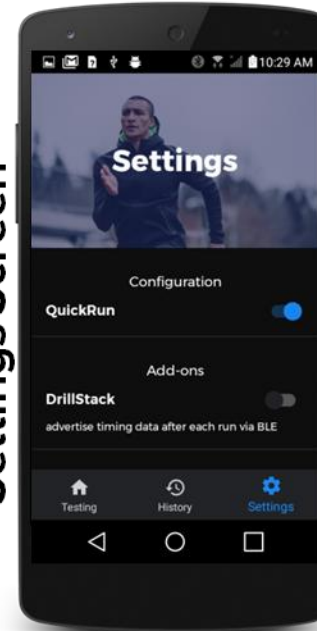 Settings Screen
10:29 AM
Settings
Configuration
QuickRun
Add-ons
DrillStack
advertise timing data after each run via BLE
Testing
History
Settings